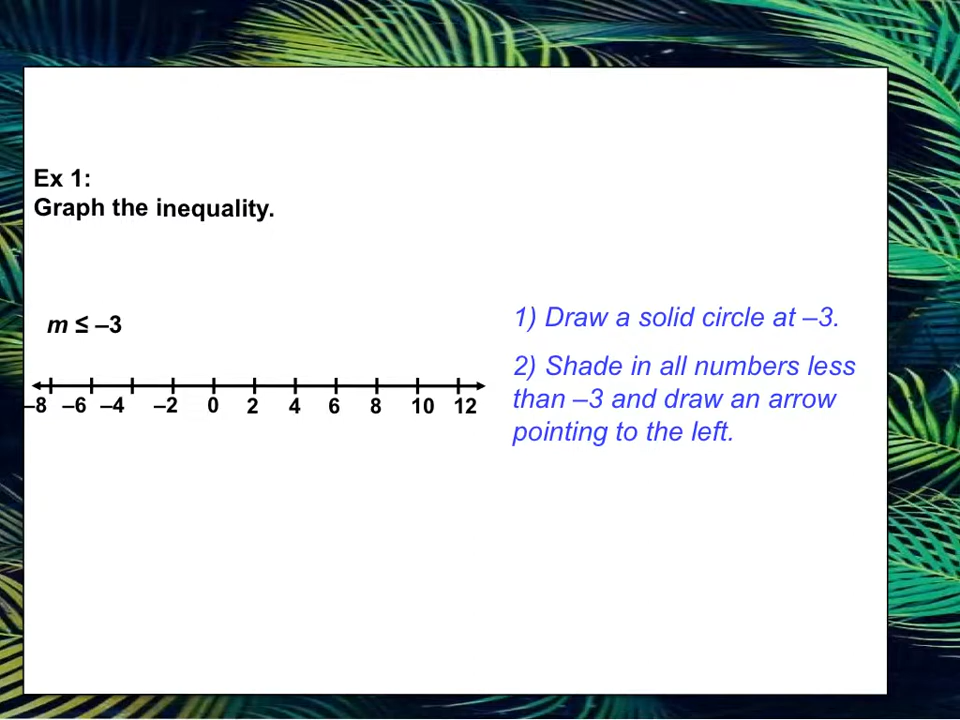 Ex 1:
Graph the inequality.
m ≤ –3
1) Draw a solid circle at –3.
2) Shade in all numbers less
than –3 and draw an arrow
pointing to the left.
–8 –6 –4 –2 0 2 4 6 8 10 12